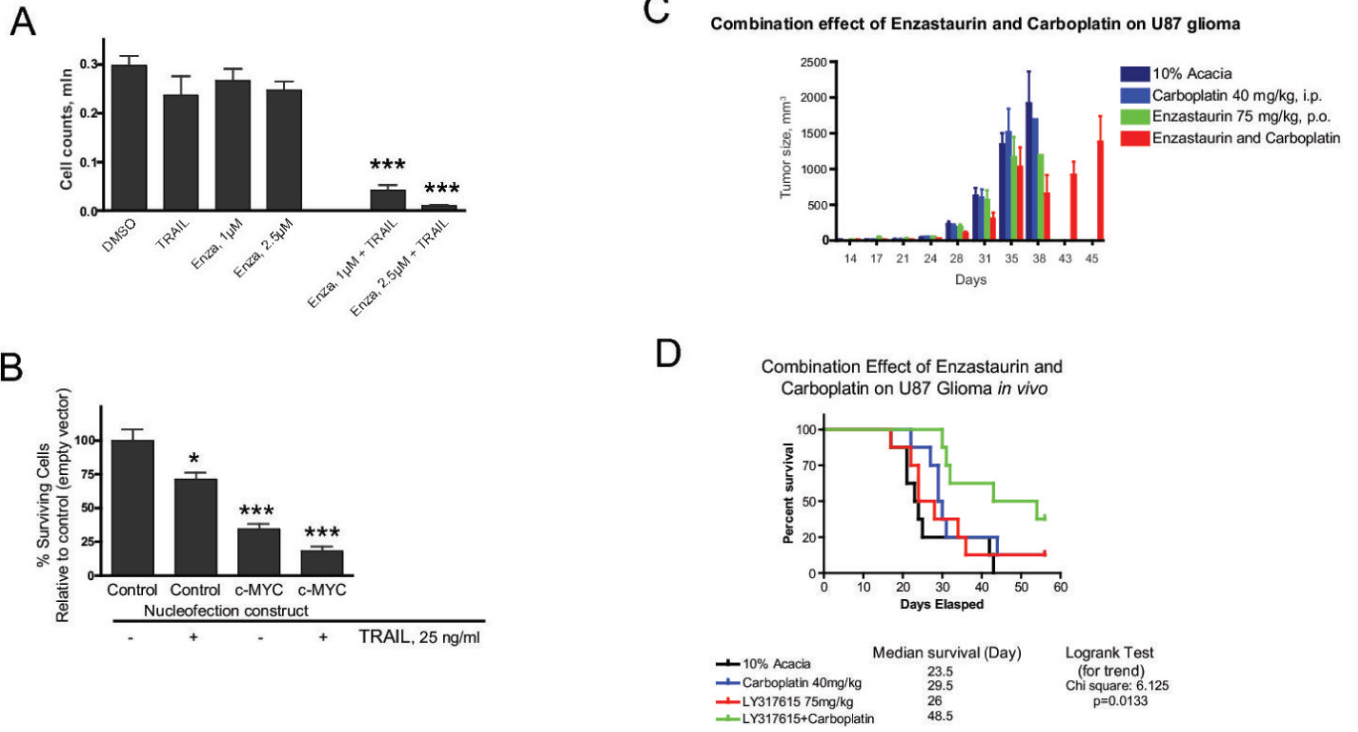 A
Cell counts, mln
0.3
0.2
0.1
0.0
***
***
DMSO
TRAIL
Enza, 1µM
Enza, 2.5µM
Enza, 1µM + TRAIL
Enza, 2.5µM + TRAIL
B
% Surviving Cells
Relative to control (empty vector)
100
75
50
25
0
*
***
***
Control Control c-MYC c-MYC
Nucleofection construct
- + - + TRAIL, 25 ng/ml
C
Combination effect of Enzastaurin and Carboplatin on U87 glioma
Tumor size, mm³
2500
2000
1500
1000
500
0
14 17 21 24 28 31 35 38 43 45
Days
10% Acacia
Carboplatin 40 mg/kg, i.p.
Enzastaurin 75 mg/kg, p.o.
Enzastaurin and Carboplatin
D
Combination Effect of Enzastaurin and
Carboplatin on U87 Glioma in vivo
Percent survival
100
70
50
20
0
0 10 20 30 40 50 60
Days Elasped
Median survival (Day) Logrank Test
(for trend)
10% Acacia 23.5
Carboplatin 40mg/kg 29.5 Chi square: 6.125
LY317615 75mg/kg 26 p=0.0133
LY317615+Carboplatin 48.5